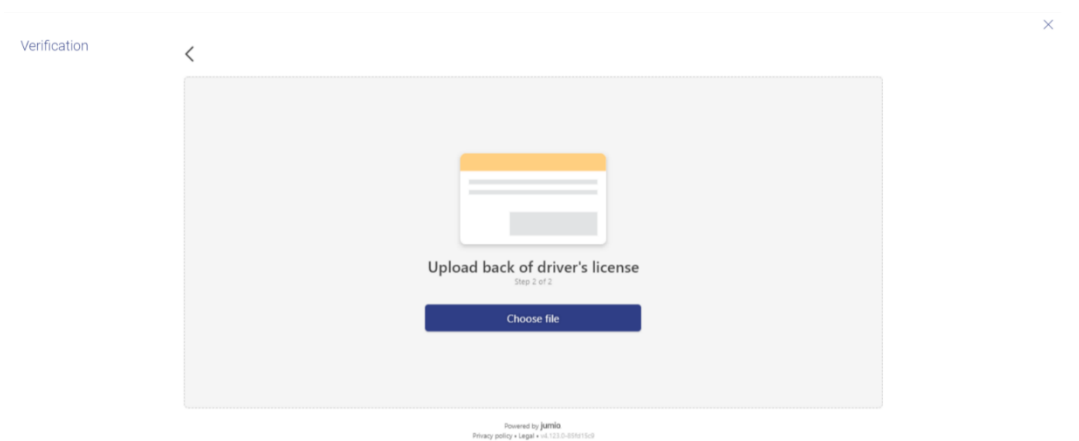 Verification
Upload back of driver's license
Step 2 of 2
Choose file
Powered by jumio
Privacy policy • Legal •